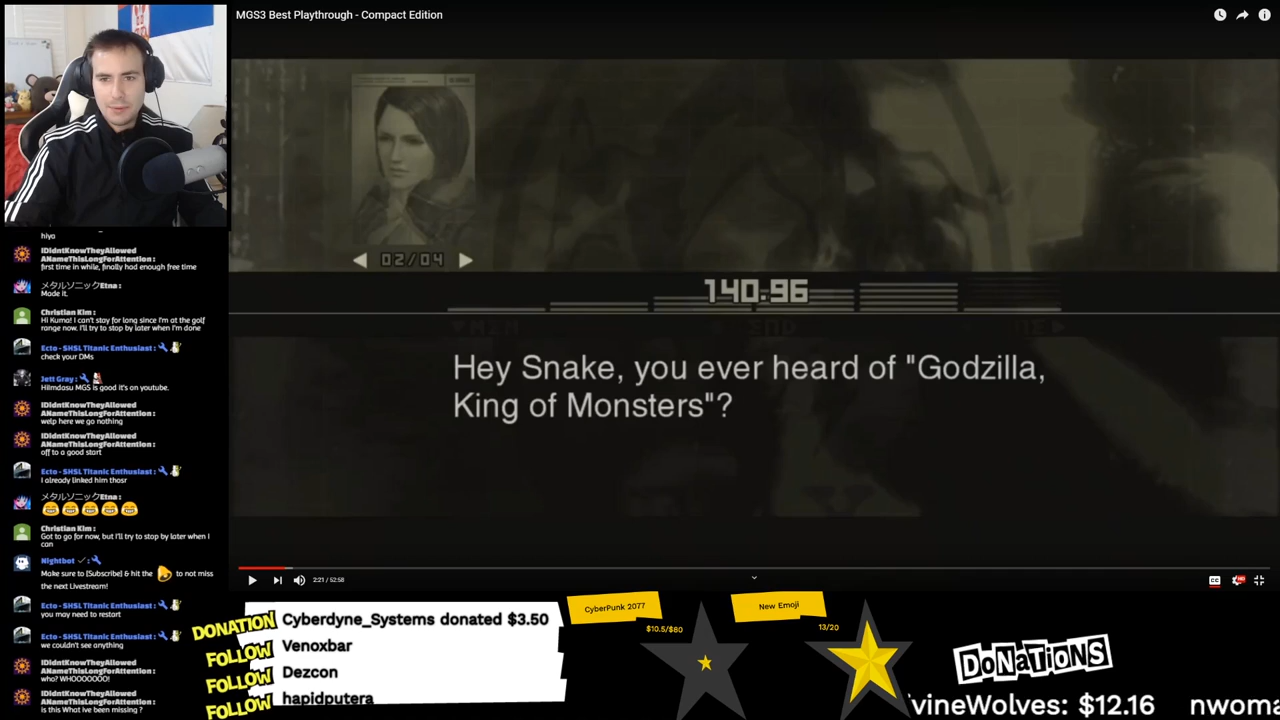 MGS3 Best Playthrough - Compact Edition
02/04
140.96
Hey Snake, you ever heard of "Godzilla,
King of Monsters"?
2:21 / 52:58
CC
HD
hiya
IDidntKnowTheyAllowed
ANameThisLongForAttention :
first time in while, finally had enough free time
メタルソニックEtna :
Made it.
Christian Kim :
Hi Kuma! I can't stay for long since I'm at the golf
range now. I'll try to stop by later when I'm done
Ecto - SHSL Titanic Enthusiast :
check your DMs
Jett Gray :
Hiimdasu MGS is good it's on youtube.
IDidntKnowTheyAllowed
ANameThisLongForAttention :
welp here we go nothing
IDidntKnowTheyAllowed
ANameThisLongForAttention :
off to a good start
Ecto - SHSL Titanic Enthusiast :
I already linked him thosr
メタルソニックEtna :
Christian Kim :
Got to go for now, but I'll try to stop by later when I
can
Nightbot :
Make sure to [Subscribe] & hit the to not miss
the next Livestream!
Ecto - SHSL Titanic Enthusiast :
you may need to restart
Ecto - SHSL Titanic Enthusiast :
we couldn't see anything
IDidntKnowTheyAllowed
ANameThisLongForAttention :
who? WHOOOOOOO!
IDidntKnowTheyAllowed
ANameThisLongForAttention :
is this What Ive been missing ?
DONATION Cyberdyne_Systems donated $3.50
FOLLOW Venoxbar
FOLLOW Dezcon
FOLLOW hapidputera
CyberPunk 2077
$10.5/$60
New Emoji
13/20
DONATIONS
vineWolves: $12.16 nwoma